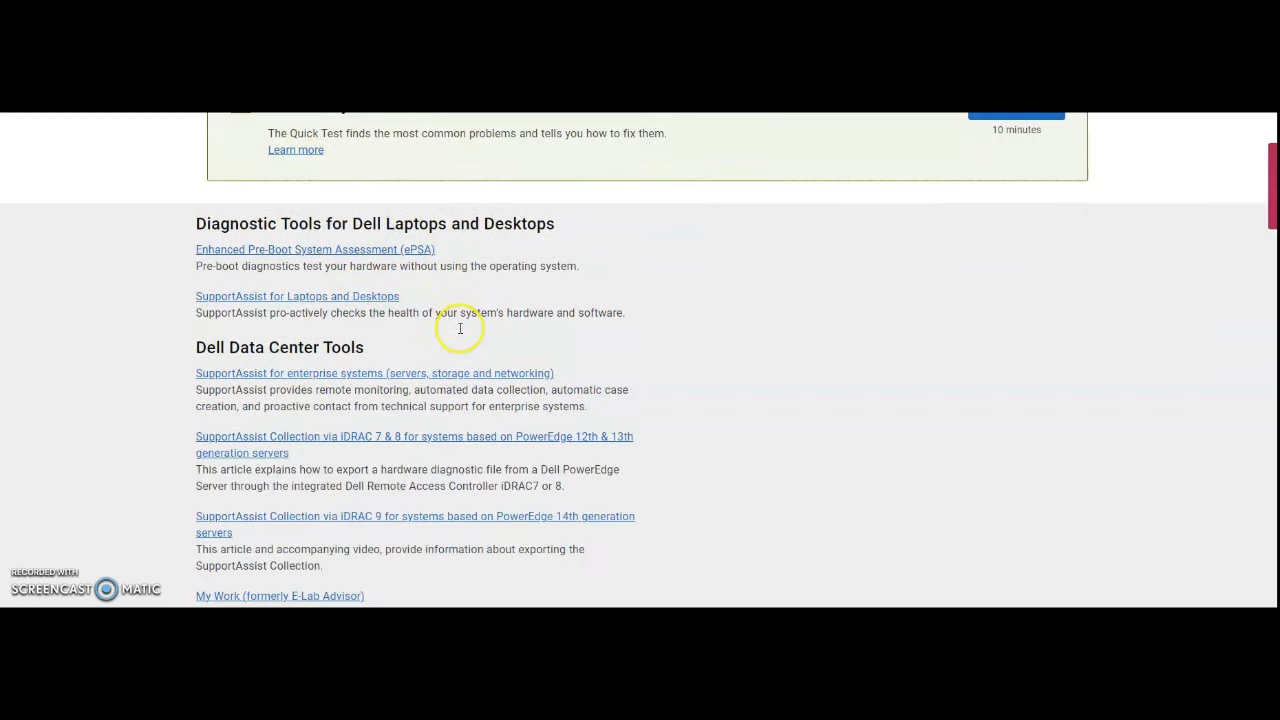 The Quick Test finds the most common problems and tells you how to fix them.
Learn more
10 minutes
Diagnostic Tools for Dell Laptops and Desktops
Enhanced Pre-Boot System Assessment (ePSA)
Pre-boot diagnostics test your hardware without using the operating system.
SupportAssist for Laptops and Desktops
SupportAssist pro-actively checks the health of your system's hardware and software.
Dell Data Center Tools
SupportAssist for enterprise systems (servers, storage and networking)
SupportAssist provides remote monitoring, automated data collection, automatic case
creation, and proactive contact from technical support for enterprise systems.
SupportAssist Collection via iDRAC 7 & 8 for systems based on PowerEdge 12th & 13th
generation servers
This article explains how to export a hardware diagnostic file from a Dell PowerEdge
Server through the integrated Dell Remote Access Controller iDRAC7 or 8.
SupportAssist Collection via iDRAC 9 for systems based on PowerEdge 14th generation
servers
This article and accompanying video, provide information about exporting the
SupportAssist Collection.
My Work (formerly E-Lab Advisor)
RECORDED WITH
SCREENCAST MATIC